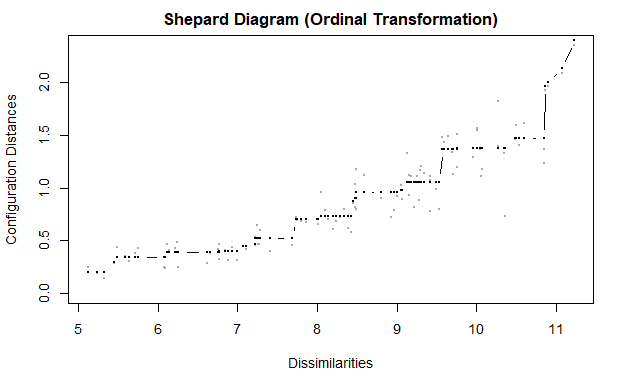 Shepard Diagram (Ordinal Transformation)
Configuration Distances
2.0
1.5
1.0
0.5
0.0
5 6 7 8 9 10 11
Dissimilarities